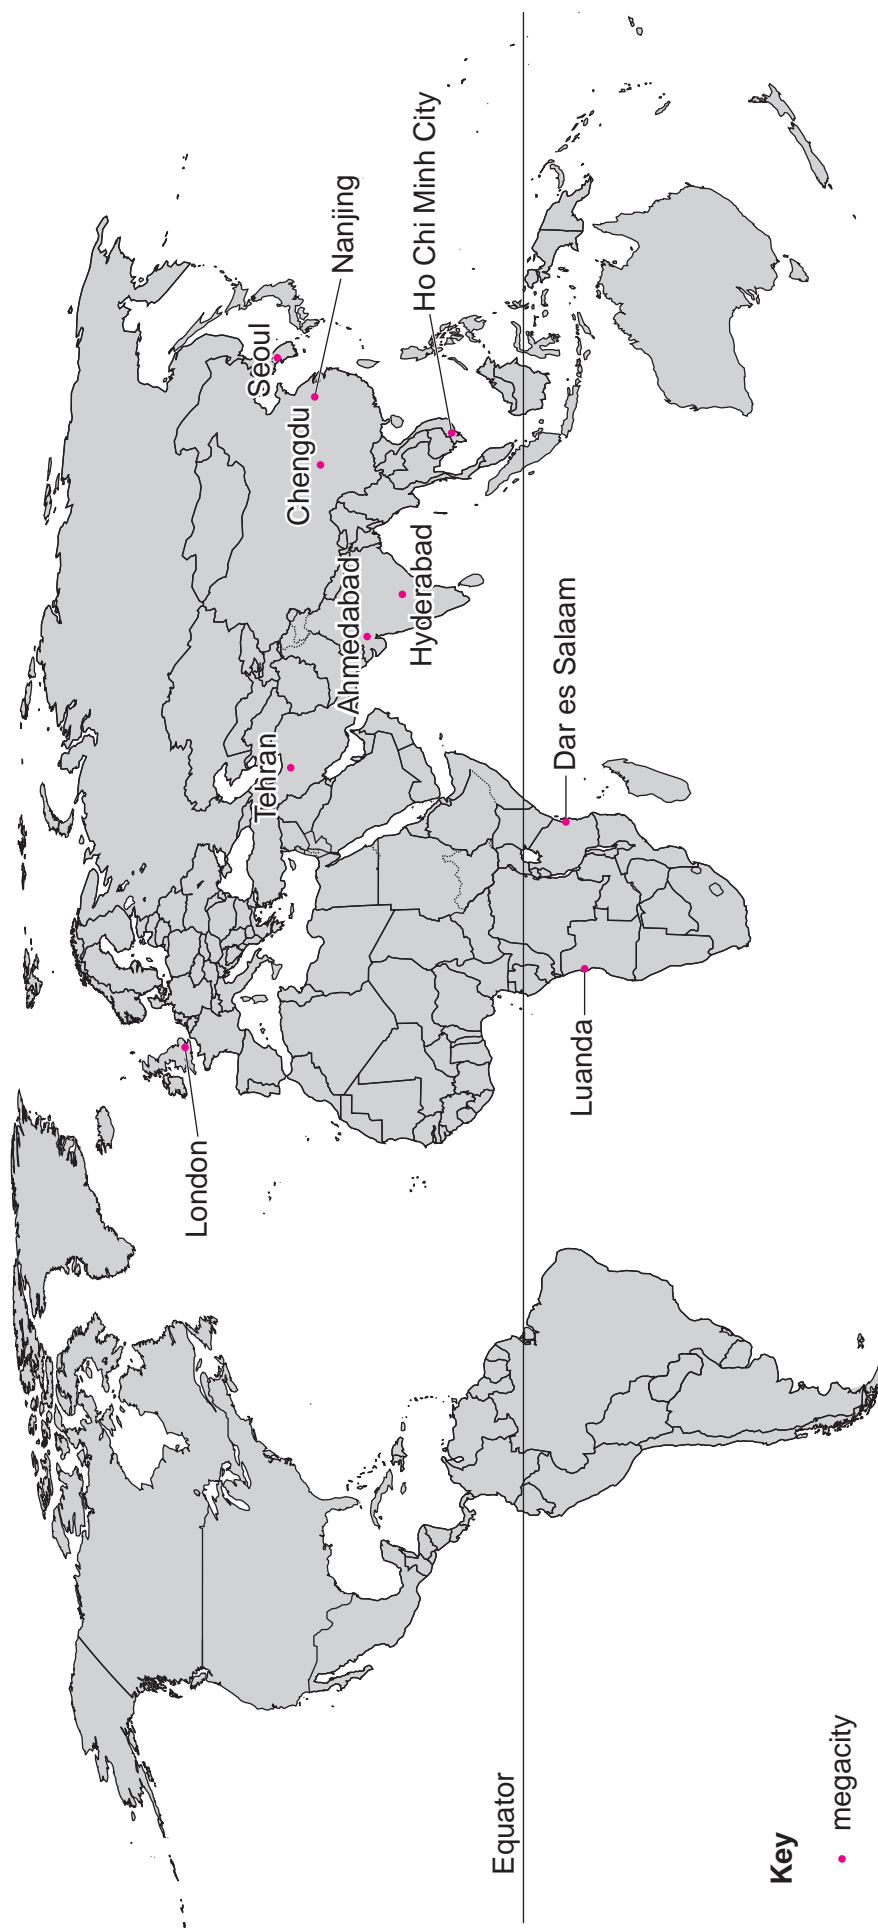 London
Tehran
Seoul
Chengdu
Nanjing
Ahmedabad
Hyderabad
Ho Chi Minh City
Equator
Luanda
Dar es Salaam
Key
megacity